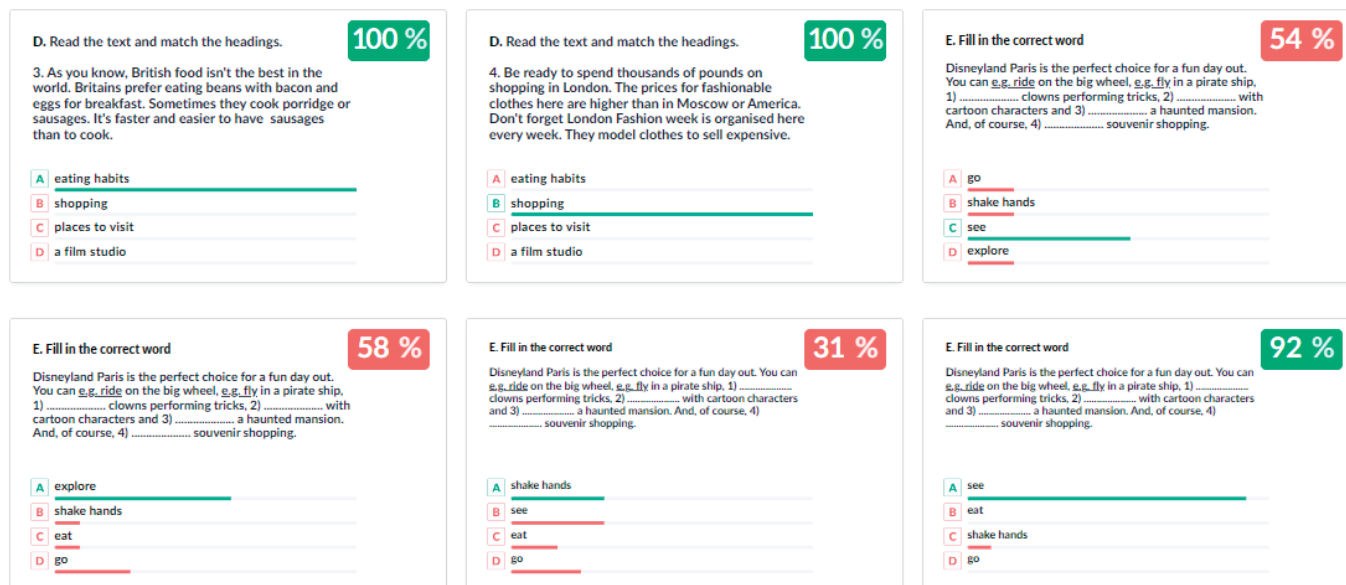 D. Read the text and match the headings.
100 %
3. As you know, British food isn't the best in the
world. Britains prefer eating beans with bacon and
eggs for breakfast. Sometimes they cook porridge or
sausages. It's faster and easier to have sausages
than to cook.
A eating habits
B shopping
C places to visit
D a film studio
D. Read the text and match the headings.
100 %
4. Be ready to spend thousands of pounds on
shopping in London. The prices for fashionable
clothes here are higher than in Moscow or America.
Don't forget London Fashion week is organised here
every week. They model clothes to sell expensive.
A eating habits
B shopping
C places to visit
D a film studio
E. Fill in the correct word
54 %
Disneyland Paris is the perfect choice for a fun day out.
You can e.g. ride on the big wheel, e.g. fly in a pirate ship,
1) .................... clowns performing tricks, 2) .................... with
cartoon characters and 3) .................... a haunted mansion.
And, of course, 4) .................... souvenir shopping.
A go
B shake hands
C see
D explore
E. Fill in the correct word
58 %
Disneyland Paris is the perfect choice for a fun day out.
You can e.g. ride on the big wheel, e.g. fly in a pirate ship,
1) .................... clowns performing tricks, 2) .................... with
cartoon characters and 3) .................... a haunted mansion.
And, of course, 4) .................... souvenir shopping.
A explore
B shake hands
C eat
D go
E. Fill in the correct word
31 %
Disneyland Paris is the perfect choice for a fun day out. You can
e.g. ride on the big wheel, e.g. fly in a pirate ship, 1) ....................
clowns performing tricks, 2) .................... with cartoon characters
and 3) .................... a haunted mansion. And, of course, 4)
.................... souvenir shopping.
A shake hands
B see
C eat
D go
E. Fill in the correct word
92 %
Disneyland Paris is the perfect choice for a fun day out. You can
e.g. ride on the big wheel, e.g. fly in a pirate ship, 1) ....................
clowns performing tricks, 2) .................... with cartoon characters
and 3) .................... a haunted mansion. And, of course, 4)
.................... souvenir shopping.
A see
B eat
C shake hands
D go